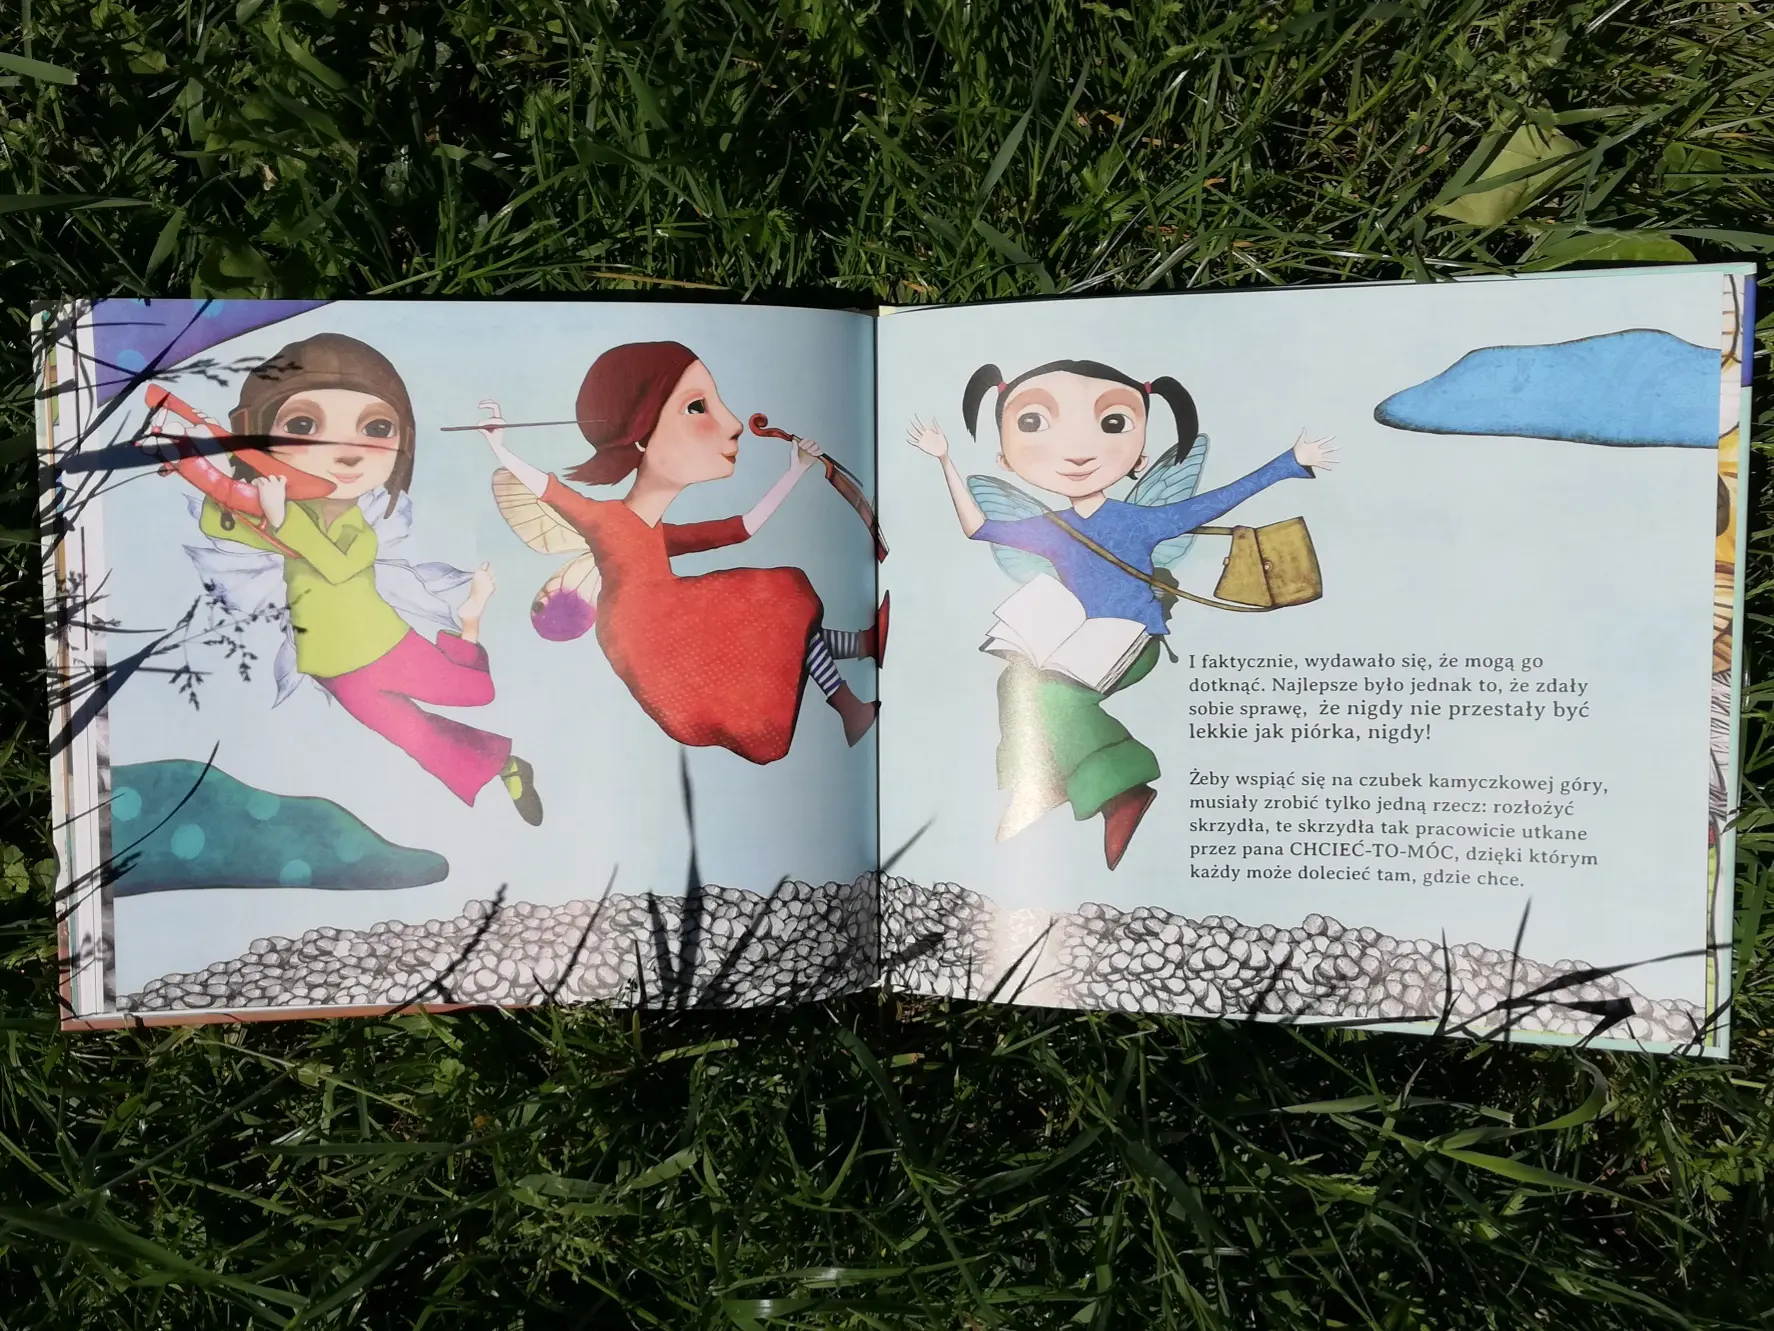 I faktycznie, wydawało się, że mogą go
dotknąć. Najlepsze było jednak to, że zdały
sobie sprawę, że nigdy nie przestały być
lekkie jak piórka, nigdy!
Żeby wspiąć się na czubek kamyczkowej góry,
musiały zrobić tylko jedną rzecz: rozłożyć
skrzydła, te skrzydła tak pracowicie utkane
przez pana CHCIEĆ-TO-MÓC, dzięki którym
każdy może dolecieć tam, gdzie chce.